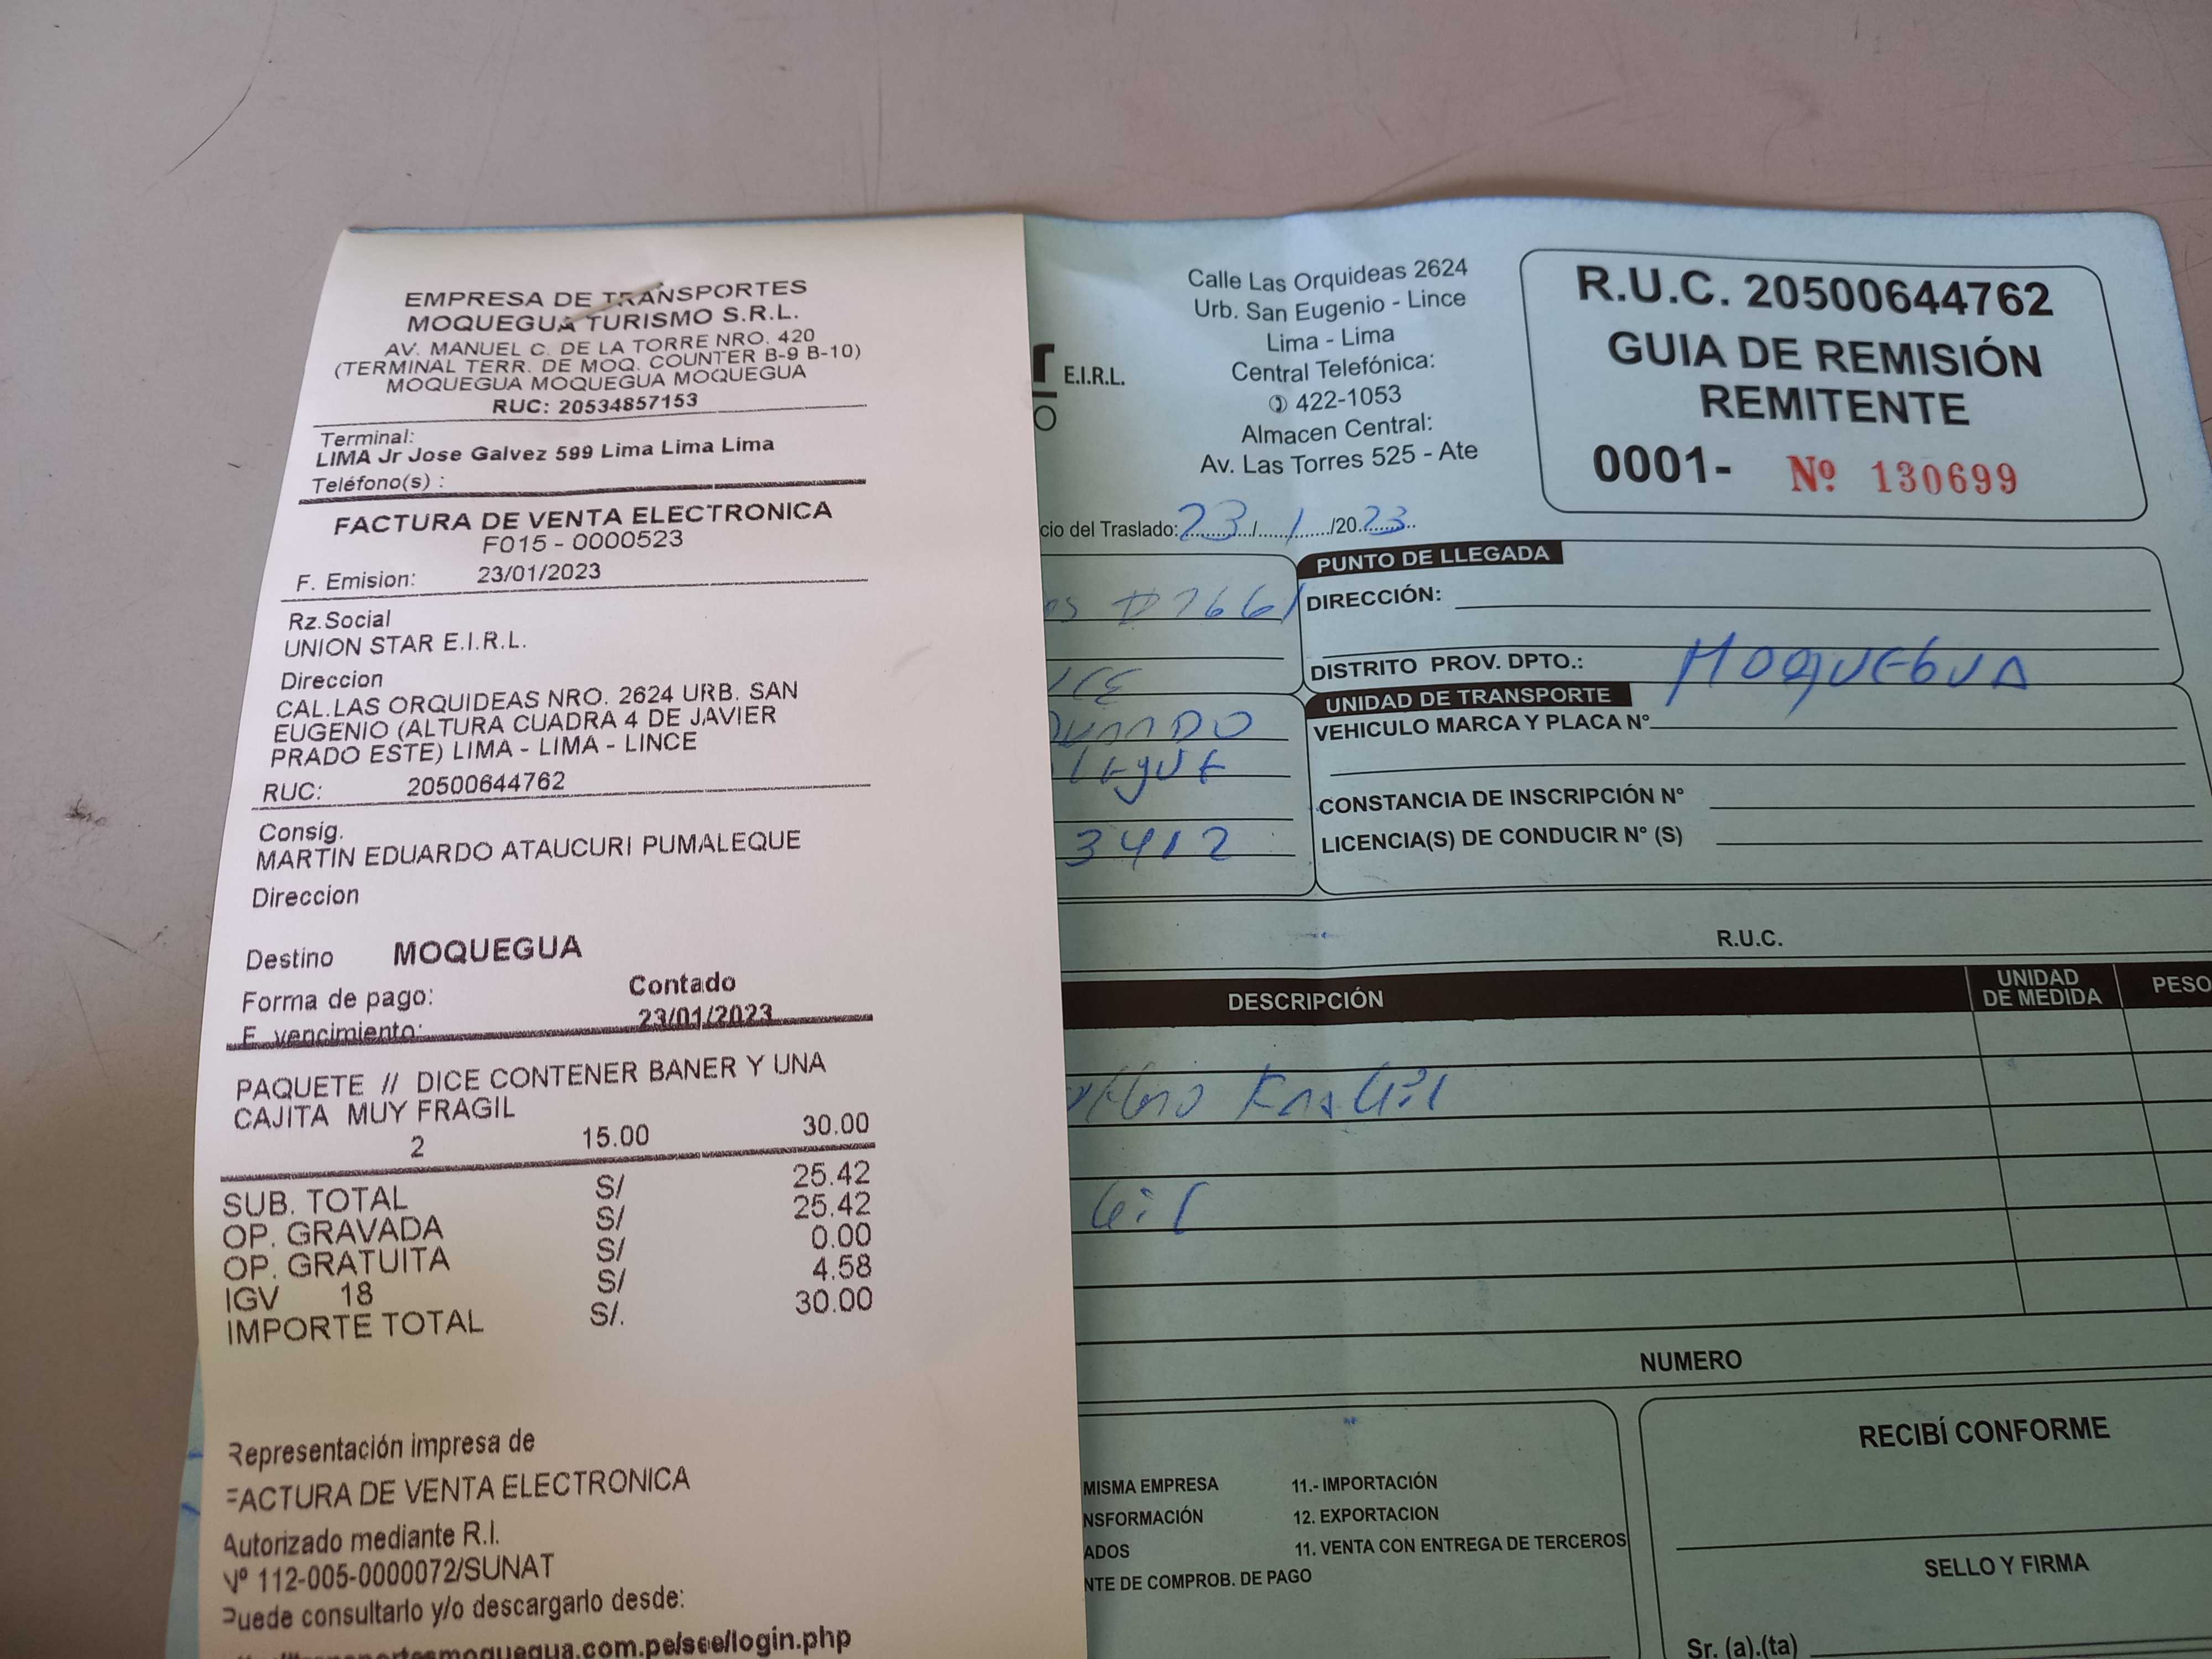 EMPRESA DE TRANSPORTES
MOQUEGUA TURISMO S.R.L.
AV. MANUEL C. DE LA TORRE NRO. 420
(TERMINAL TERR. DE MOQ. COUNTER B-9 B-10)
MOQUEGUA MOQUEGUA MOQUEGUA
RUC: 20534857153
Terminal:
LIMA Jr Jose Galvez 599 Lima Lima Lima
Teléfono(s) :
FACTURA DE VENTA ELECTRONICA
F015 - 0000523
F. Emision: 23/01/2023
Rz.Social
UNION STAR E.I.R.L.
Direccion
CAL.LAS ORQUIDEAS NRO. 2624 URB. SAN
EUGENIO (ALTURA CUADRA 4 DE JAVIER
PRADO ESTE) LIMA - LIMA - LINCE
RUC: 20500644762
Consig.
MARTIN EDUARDO ATAUCURI PUMALEQUE
Direccion
Destino MOQUEGUA
Forma de pago: Contado
F. vencimiento: 23/01/2023
PAQUETE // DICE CONTENER BANER Y UNA
CAJITA MUY FRAGIL
2 15.00 30.00
SUB. TOTAL S/ 25.42
OP. GRAVADA S/ 25.42
OP. GRATUITA S/ 0.00
IGV 18 S/ 4.58
IMPORTE TOTAL S/. 30.00
Representación impresa de
FACTURA DE VENTA ELECTRONICA
Autorizado mediante R.I.
Nº 112-005-0000072/SUNAT
Puede consultarlo y/o descargarlo desde:
moquegua.com.pe/see/login.php
E.I.R.L.
Calle Las Orquideas 2624
Urb. San Eugenio - Lince
Lima - Lima
Central Telefónica:
422-1053
Almacen Central:
Av. Las Torres 525 - Ate
R.U.C. 20500644762
GUIA DE REMISIÓN
REMITENTE
0001- Nº 130699
cio del Traslado: 23/1/2023
PUNTO DE LLEGADA
DIRECCIÓN:
DISTRITO PROV. DPTO.: MOQUEGUA
UNIDAD DE TRANSPORTE
VEHICULO MARCA Y PLACA N°
CONSTANCIA DE INSCRIPCIÓN N°
LICENCIA(S) DE CONDUCIR N° (S)
3412
R.U.C.
DESCRIPCIÓN UNIDAD DE MEDIDA PESO
NUMERO
MISMA EMPRESA 11.- IMPORTACIÓN
NSFORMACIÓN 12. EXPORTACION
ADOS 11. VENTA CON ENTREGA DE TERCEROS
NTE DE COMPROB. DE PAGO
RECIBÍ CONFORME
SELLO Y FIRMA
Sr. (a).(ta)